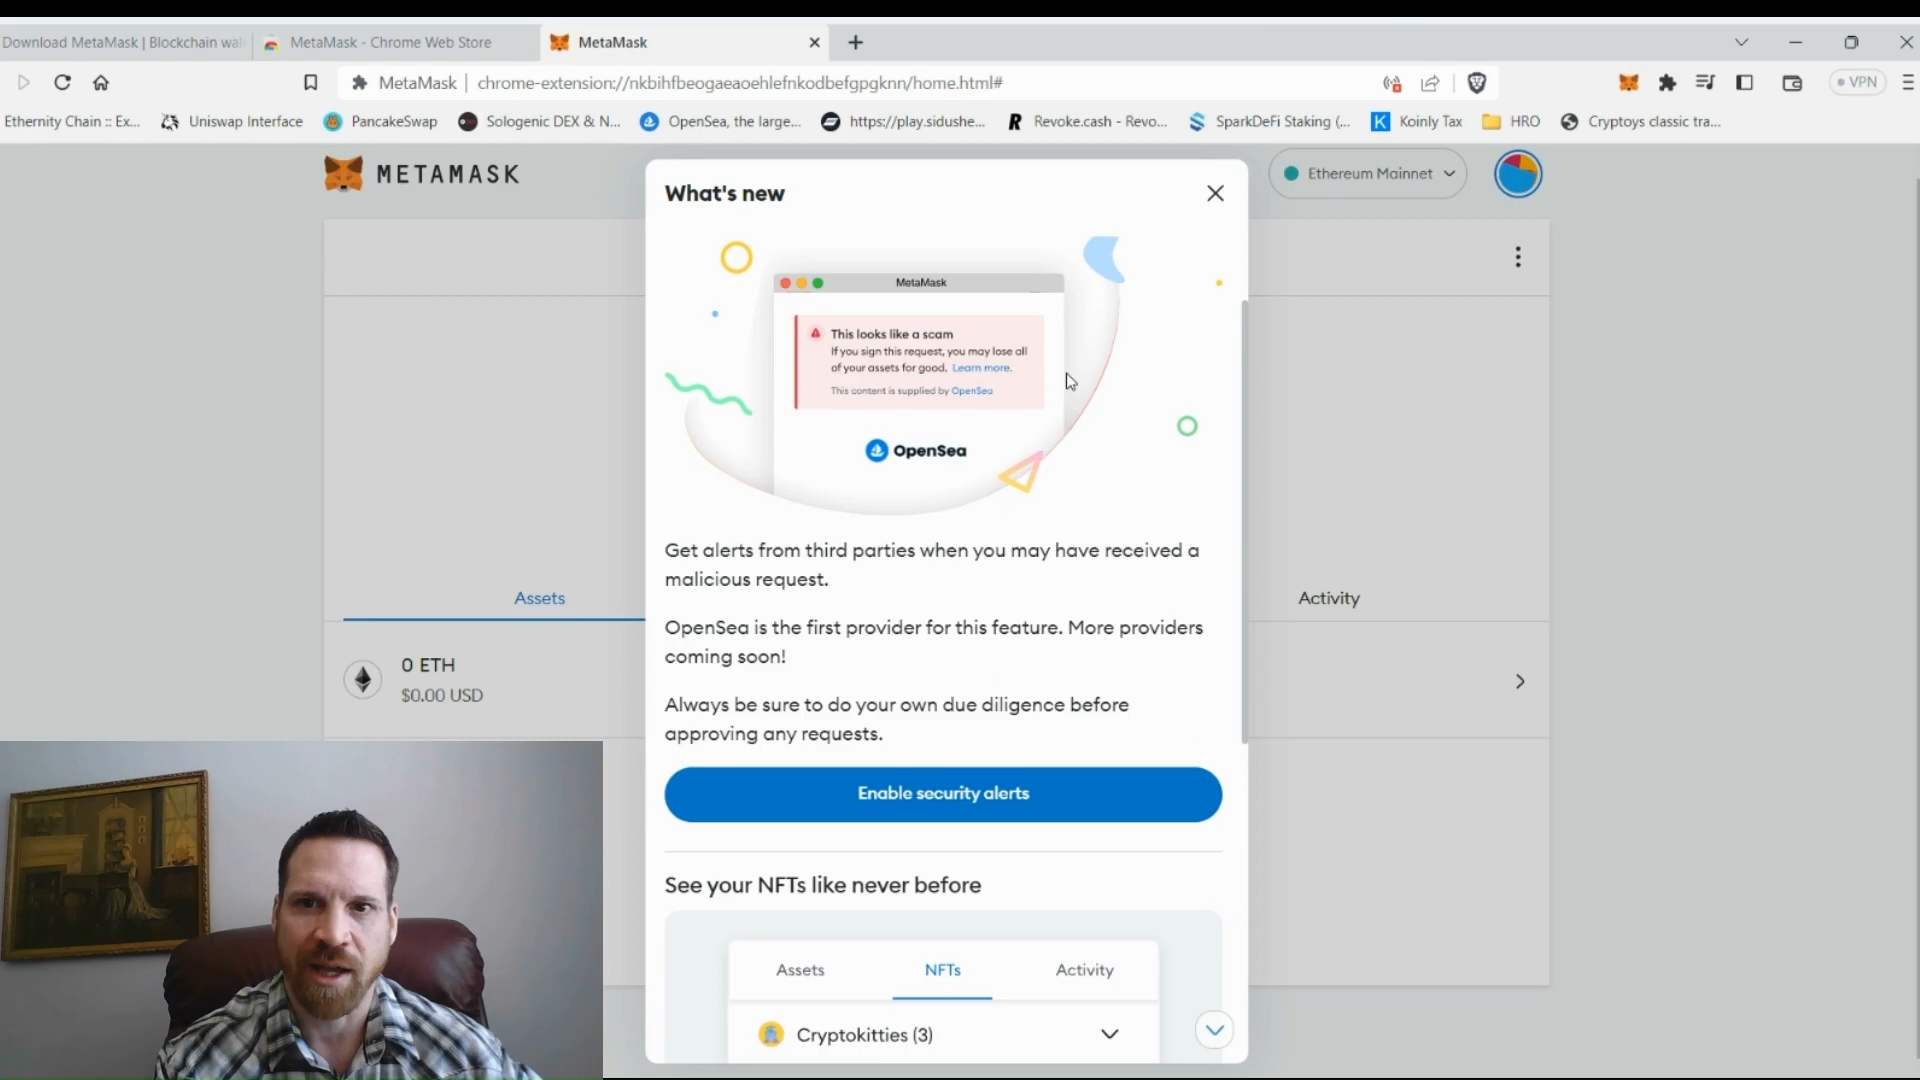 Download MetaMask | Blockchain wal
MetaMask - Chrome Web Store
MetaMask
MetaMask | chrome-extension://nkbihfbeogaeaoehlefnkodbefgpgknn/home.html#
VPN
Ethernity Chain :: Ex...
Uniswap Interface
PancakeSwap
Sologenic DEX & N...
OpenSea, the large...
https://play.sidushe...
Revoke.cash - Revo...
SparkDeFi Staking (...
Koinly Tax
HRO
Cryptoys classic tra...
METAMASK
Ethereum Mainnet
What's new
MetaMask
This looks like a scam
If you sign this request, you may lose all
of your assets for good. Learn more.
This content is supplied by OpenSea
OpenSea
Get alerts from third parties when you may have received a
malicious request.
OpenSea is the first provider for this feature. More providers
coming soon!
Always be sure to do your own due diligence before
approving any requests.
Enable security alerts
See your NFTs like never before
Assets
NFTs
Activity
Cryptokitties (3)
Assets
Activity
0 ETH
$0.00 USD